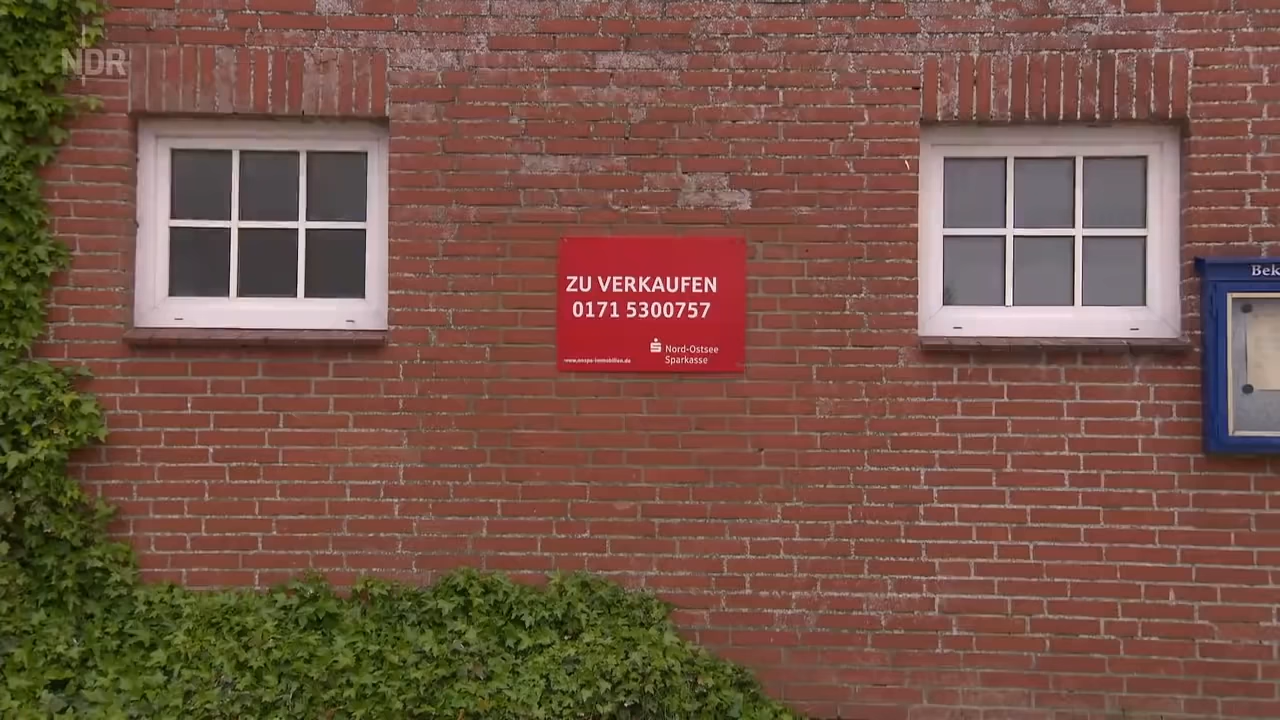 NDR
ZU VERKAUFEN
0171 5300757
Nord-Ostsee
Sparkasse
www.nospa-immobilien.de
Bek